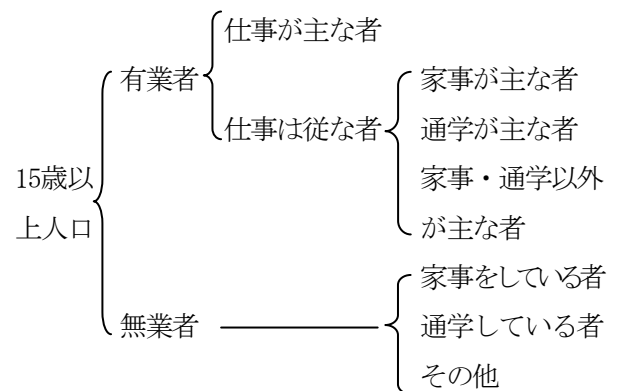 仕事が主な者
有業者
家事が主な者
仕事は従な者
通学が主な者
15歳以
家事・通学以外
上人口
が主な者
家事をしている者
無業者
通学している者
その他